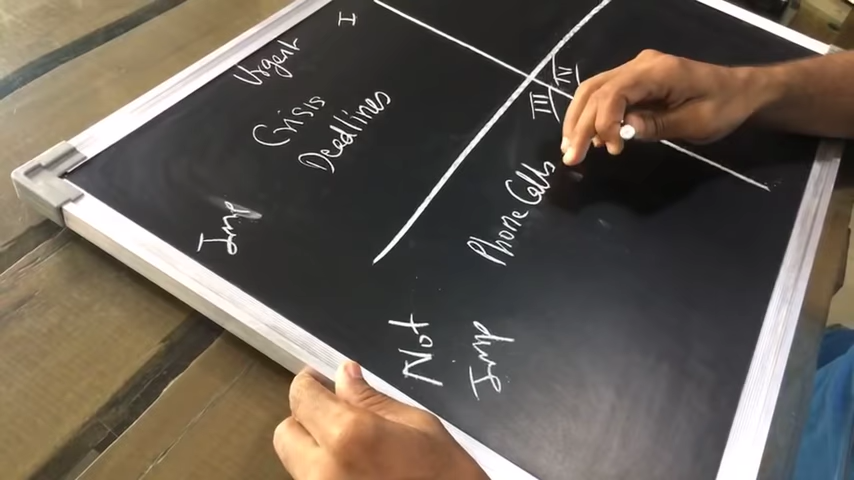 Urgent I
Imp Crisis
Deadlines
III IV
Not
Imp Phone Calls